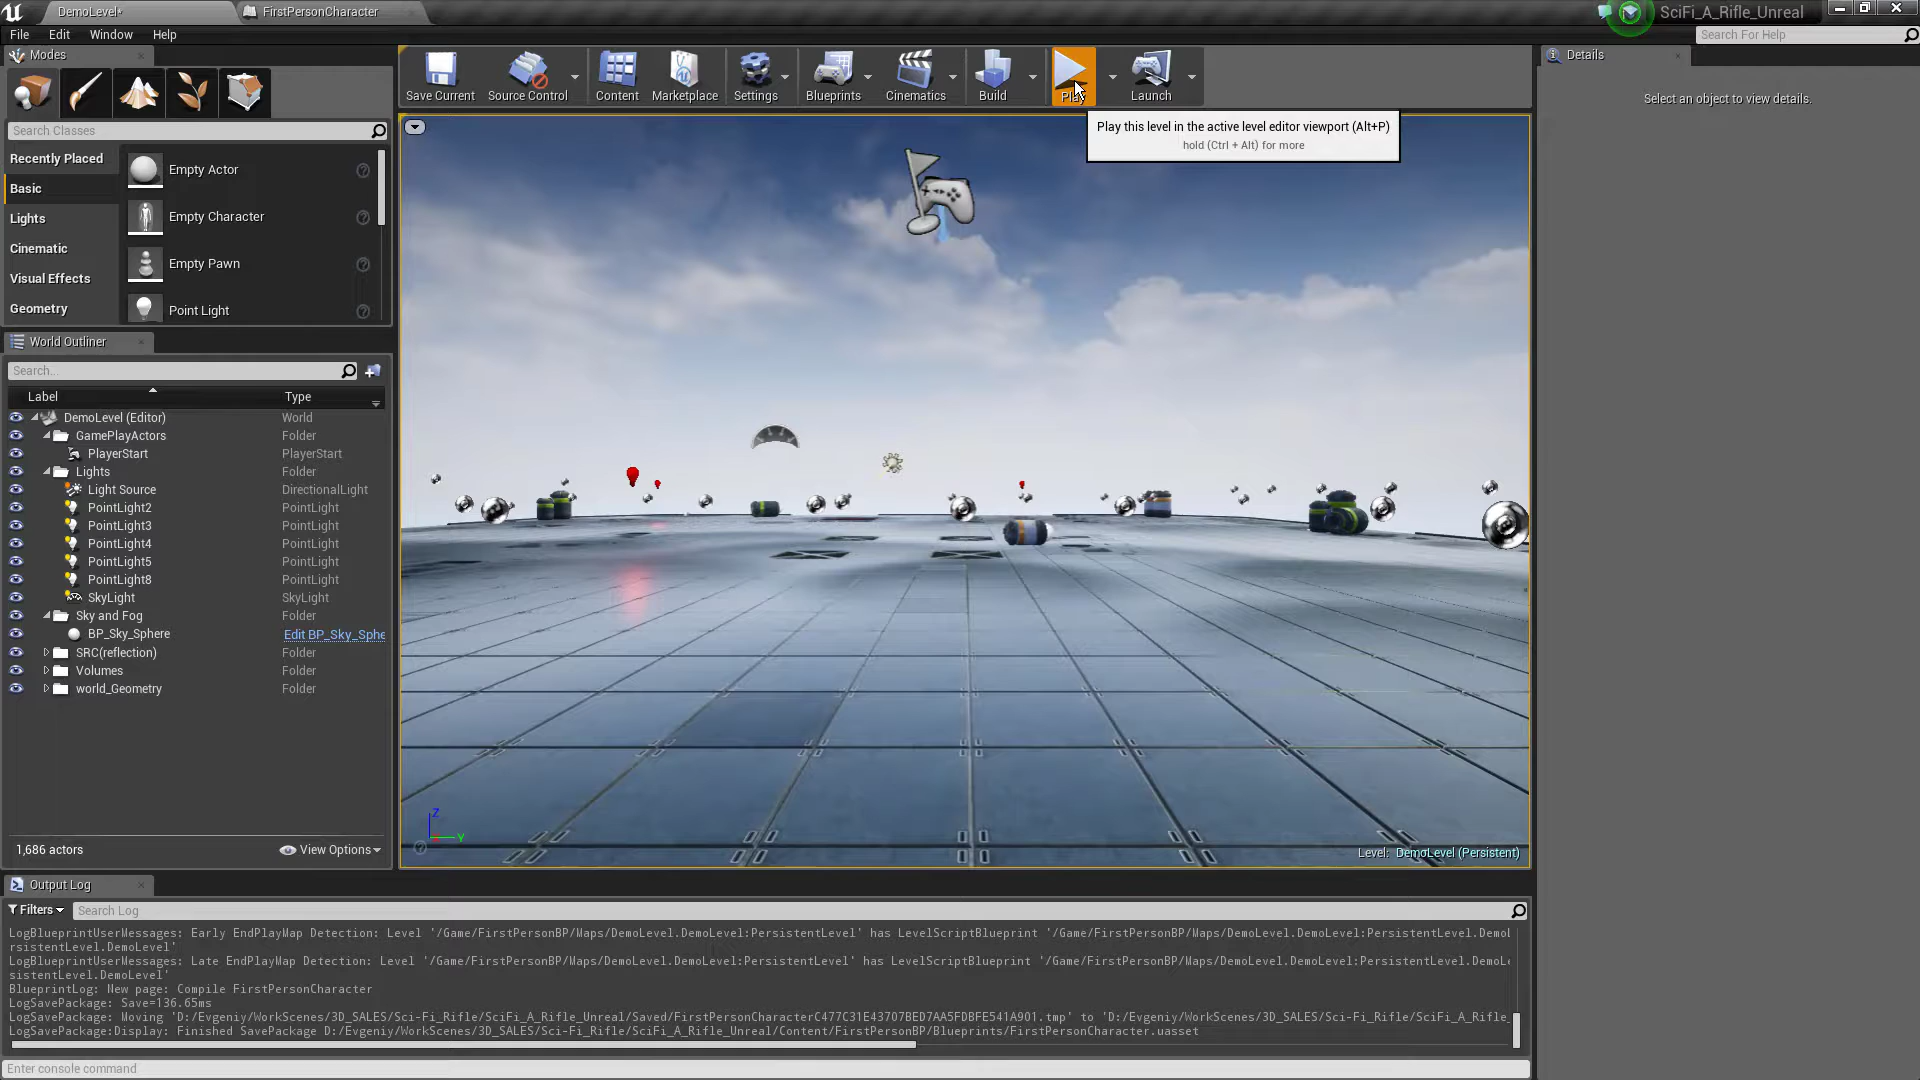 DemoLevel*
FirstPersonCharacter
SciFi_A_Rifle_Unreal
File Edit Window Help
Search For Help
Modes
Save Current
Source Control
Content
Marketplace
Settings
Blueprints
Cinematics
Build
Play
Launch
Details
Select an object to view details.
Play this level in the active level editor viewport (Alt+P)
hold (Ctrl + Alt) for more
Search Classes
Recently Placed
Basic
Lights
Cinematic
Visual Effects
Geometry
Empty Actor
Empty Character
Empty Pawn
Point Light
World Outliner
Search...
Label Type
DemoLevel (Editor) World
GamePlayActors Folder
PlayerStart PlayerStart
Lights Folder
Light Source DirectionalLight
PointLight2 PointLight
PointLight3 PointLight
PointLight4 PointLight
PointLight5 PointLight
PointLight8 PointLight
SkyLight SkyLight
Sky and Fog Folder
BP_Sky_Sphere Edit BP_Sky_Sphe
SRC(reflection) Folder
Volumes Folder
world_Geometry Folder
1,686 actors View Options
Z
Y
Level: DemoLevel (Persistent)
Output Log
Filters Search Log
LogBlueprintUserMessages: Early EndPlayMap Detection: Level '/Game/FirstPersonBP/Maps/DemoLevel.DemoLevel:PersistentLevel' has LevelScriptBlueprint '/Game/FirstPersonBP/Maps/DemoLevel.DemoLevel:PersistentLevel.DemoL
rsistentLevel.DemoLevel'
LogBlueprintUserMessages: Late EndPlayMap Detection: Level '/Game/FirstPersonBP/Maps/DemoLevel.DemoLevel:PersistentLevel' has LevelScriptBlueprint '/Game/FirstPersonBP/Maps/DemoLevel.DemoLevel:PersistentLevel.DemoLe
sistentLevel.DemoLevel'
BlueprintLog: New page: Compile FirstPersonCharacter
LogSavePackage: Save=136.65ms
LogSavePackage: Moving 'D:/Evgeniy/WorkScenes/3D_SALES/Sci-Fi_Rifle/SciFi_A_Rifle_Unreal/Saved/FirstPersonCharacterC477C31E43707BED7AA5FDBFE541A901.tmp' to 'D:/Evgeniy/WorkScenes/3D_SALES/Sci-Fi_Rifle/SciFi_A_Rifle_
LogSavePackage:Display: Finished SavePackage D:/Evgeniy/WorkScenes/3D_SALES/Sci-Fi_Rifle/SciFi_A_Rifle_Unreal/Content/FirstPersonBP/Blueprints/FirstPersonCharacter.uasset
Enter console command